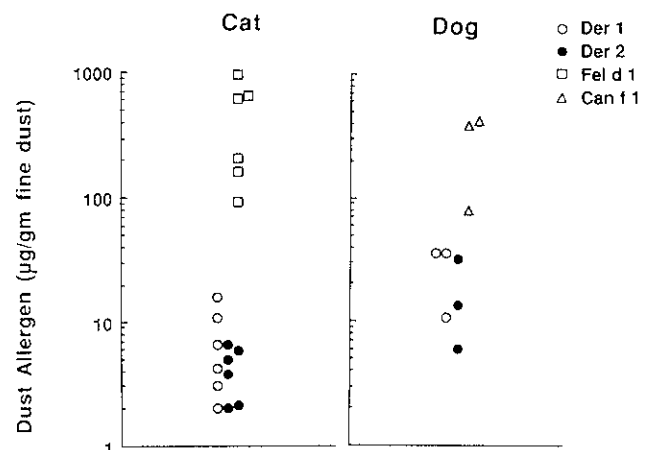 Cat
Dog
Der 1
Der 2
Fel d 1
Can f 1
Dust Allergen (µg/gm fine dust)
1000
100
10
1